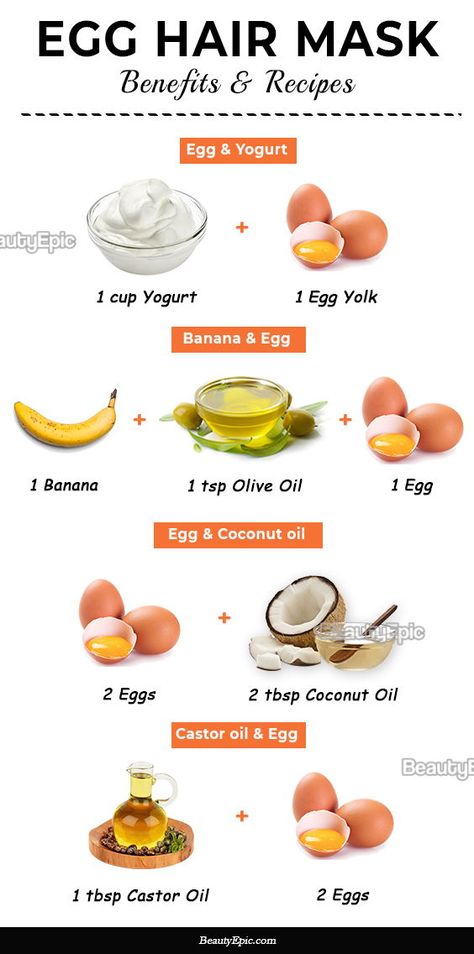 EGG HAIR MASK
Benefits & Recipes
Egg & Yogurt
autyEpic
1 cup Yogurt
1 Egg Yolk
Banana & Egg
1 Banana
1 tsp Olive Oil
1 Egg
Egg & Coconut oil
BeautyEpic
2 Eggs
2 tbsp Coconut Oil
Castor oil & Egg
BeautyEp
1 tbsp Castor Oil
2 Eggs
BeautyEpic.com